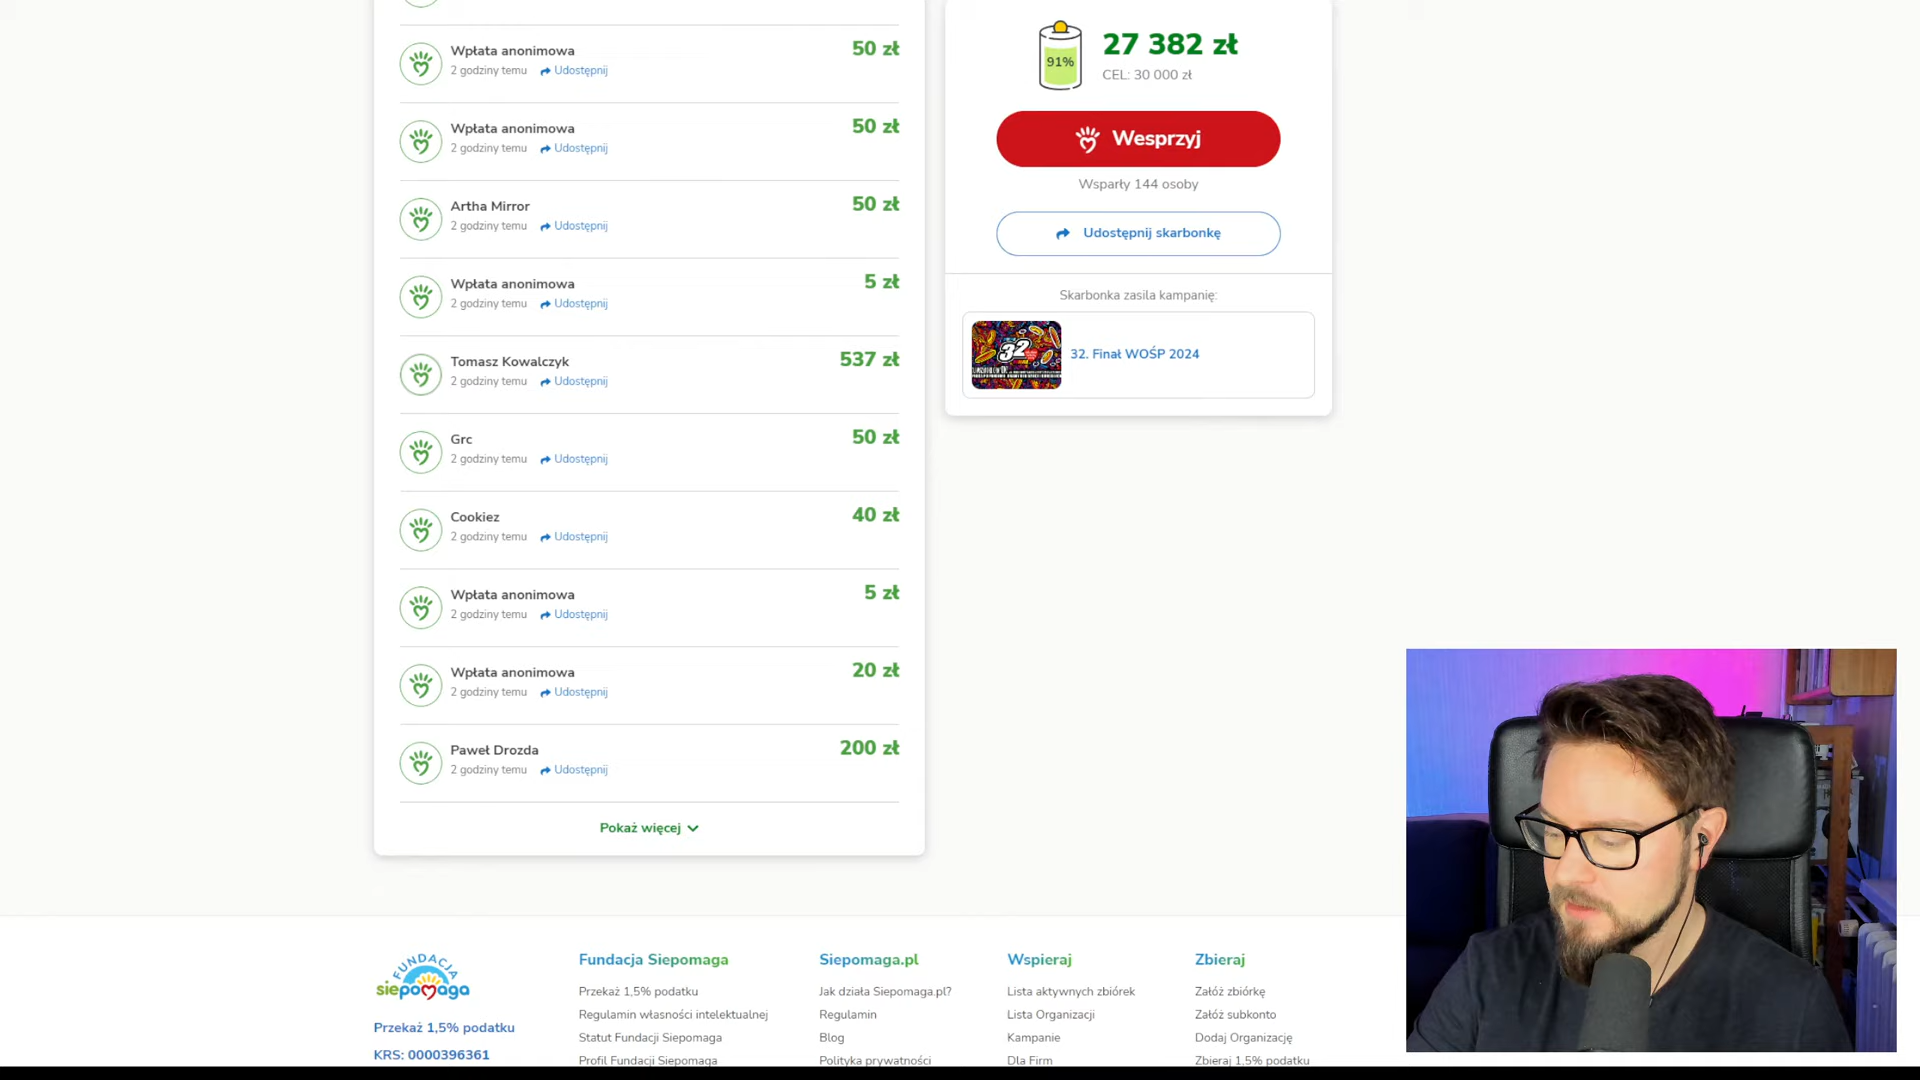 Wpłata anonimowa
50 zł
2 godziny temu Udostępnij
Wpłata anonimowa
50 zł
2 godziny temu Udostępnij
Artha Mirror
50 zł
2 godziny temu Udostępnij
Wpłata anonimowa
5 zł
2 godziny temu Udostępnij
Tomasz Kowalczyk
537 zł
2 godziny temu Udostępnij
Grc
50 zł
2 godziny temu Udostępnij
Cookiez
40 zł
2 godziny temu Udostępnij
Wpłata anonimowa
5 zł
2 godziny temu Udostępnij
Wpłata anonimowa
20 zł
2 godziny temu Udostępnij
Paweł Drozda
200 zł
2 godziny temu Udostępnij
Pokaż więcej
91%
27 382 zł
CEL: 30 000 zł
Wesprzyj
Wsparły 144 osoby
Udostępnij skarbonkę
Skarbonka zasila kampanię:
32
32. Finał WOŚP 2024
FUNDACJA
siepomaga
Przekaż 1,5% podatku
KRS: 0000396361
Fundacja Siepomaga
Przekaż 1,5% podatku
Regulamin własności intelektualnej
Statut Fundacji Siepomaga
Profil Fundacji Siepomaga
Siepomaga.pl
Jak działa Siepomaga.pl?
Regulamin
Blog
Polityka prywatności
Wspieraj
Lista aktywnych zbiórek
Lista Organizacji
Kampanie
Dla Firm
Zbieraj
Załóż zbiórkę
Załóż subkonto
Dodaj Organizację
Zbieraj 1,5% podatku